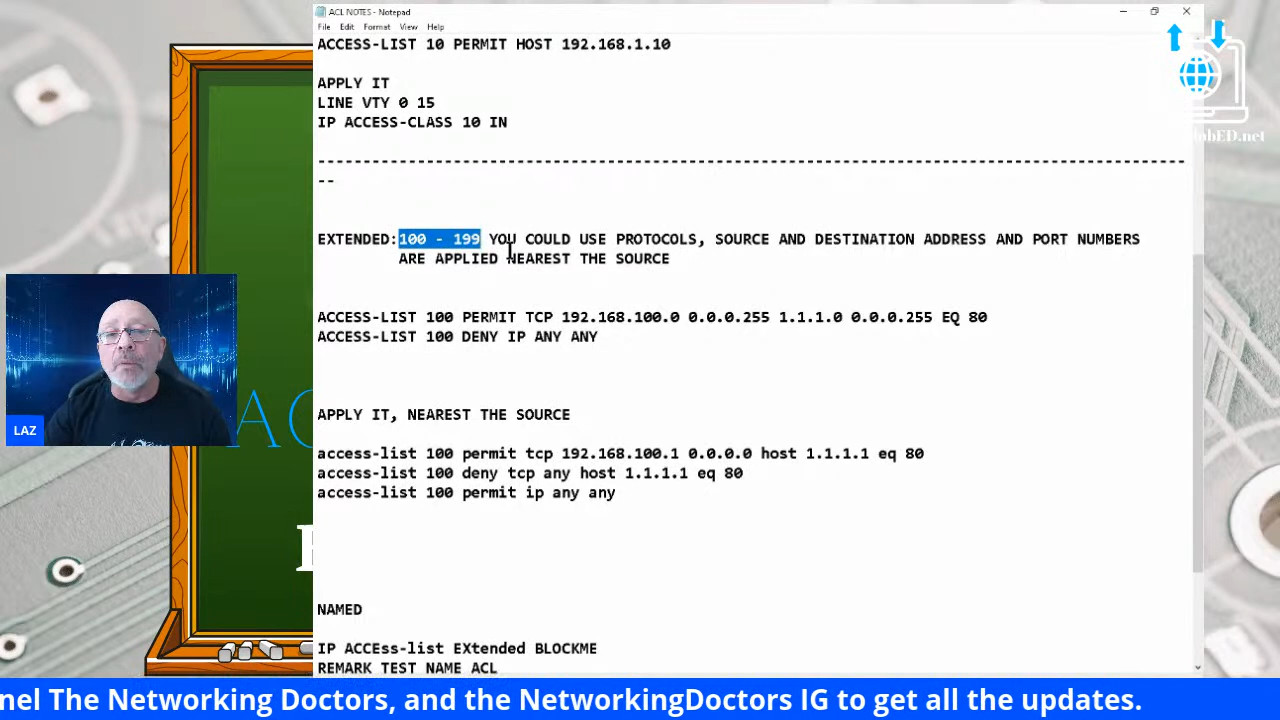 ACL NOTES - Notepad
File Edit Format View Help
ACCESS-LIST 10 PERMIT HOST 192.168.1.10
APPLY IT
LINE VTY 0 15
IP ACCESS-CLASS 10 IN
------------------------------------------------------------------------------------------------
--
EXTENDED:100 - 199 YOU COULD USE PROTOCOLS, SOURCE AND DESTINATION ADDRESS AND PORT NUMBERS
ARE APPLIED NEAREST THE SOURCE
ACCESS-LIST 100 PERMIT TCP 192.168.100.0 0.0.0.255 1.1.1.0 0.0.0.255 EQ 80
ACCESS-LIST 100 DENY IP ANY ANY
APPLY IT, NEAREST THE SOURCE
access-list 100 permit tcp 192.168.100.1 0.0.0.0 host 1.1.1.1 eq 80
access-list 100 deny tcp any host 1.1.1.1 eq 80
access-list 100 permit ip any any
NAMED
IP ACCEss-list EXtended BLOCKME
REMARK TEST NAME ACL
LAZ
AC
bED.net
nel The Networking Doctors, and the NetworkingDoctors IG to get all the updates.